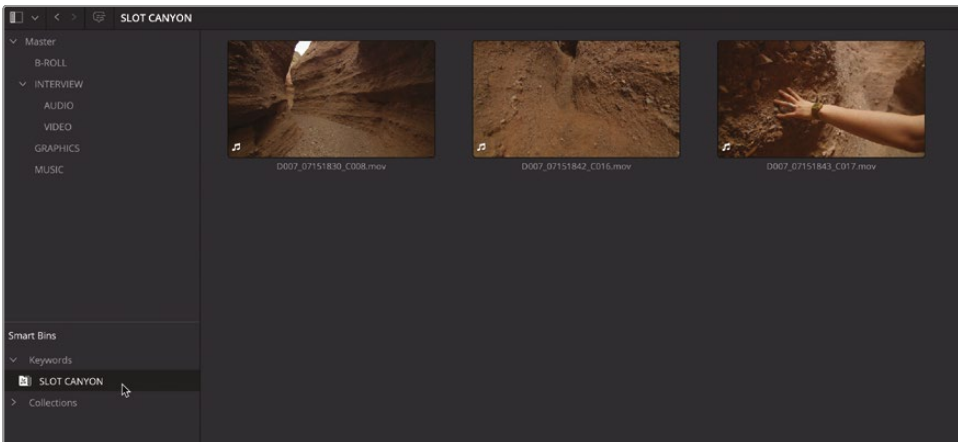 SLOT CANYON
Master
B-ROLL
INTERVIEW
AUDIO
VIDEO
GRAPHICS
MUSIC
D007_07151830_C008.mov
D007_07151842_C016.mov
D007_07151843_C017.mov
Smart Bins
Keywords
SLOT CANYON
Collections